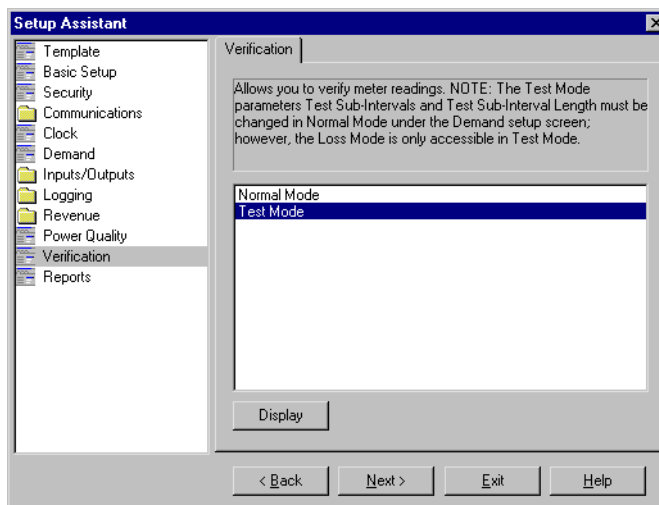 Setup Assistant
Template
Basic Setup
Security
Communications
Clock
Demand
Inputs/Outputs
Logging
Revenue
Power Quality
Verification
Reports
Verification
Allows you to verify meter readings. NOTE: The Test Mode
parameters Test Sub-Intervals and Test Sub-Interval Length must be
changed in Normal Mode under the Demand setup screen;
however, the Loss Mode is only accessible in Test Mode.
Normal Mode
Test Mode
Display
< Back
Next >
Exit
Help